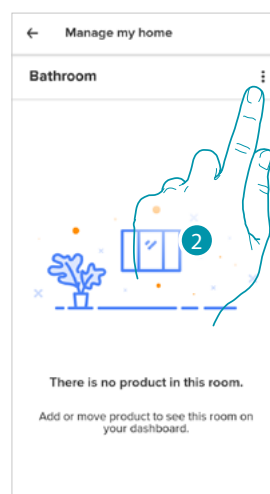 Manage my home
Bathroom
2
There is no product in this room.
Add or move product to see this room on
your dashboard.